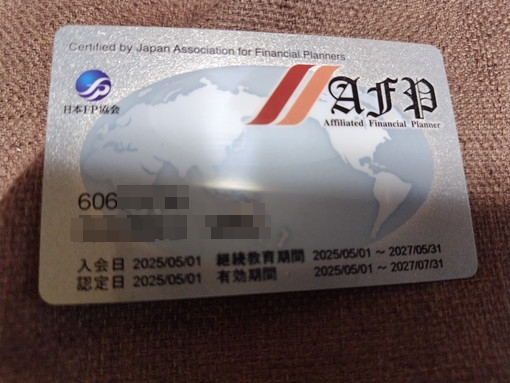 Certified by Japan Association for Financial Planners
日本FP協会
AFP
Affiliated Financial Planner
606
入会日 2025/05/01 継続教育期間 2025/05/01 ～ 2027/05/31
認定日 2025/05/01 有効期間 2025/05/01 ～ 2027/07/31